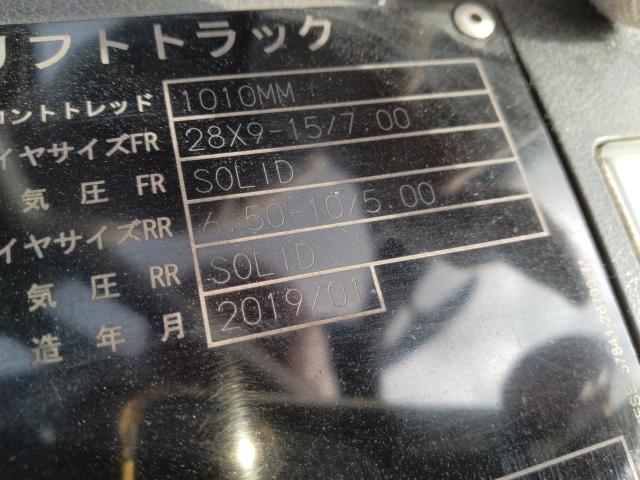 リフトトラック
ロントトレッド 1010MM
イヤサイズFR 28X9-15/7.00
気圧 FR SOLID
イヤサイズRR 6.50-10/5.00
気圧 RR SOLID
造年月 2019/01